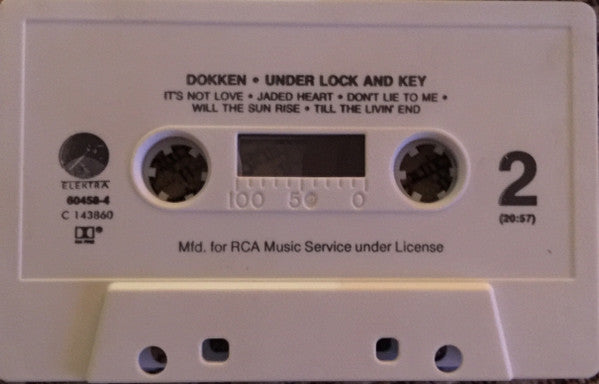 DOKKEN • UNDER LOCK AND KEY
IT'S NOT LOVE • JADED HEART • DON'T LIE TO ME •
WILL THE SUN RISE • TILL THE LIVIN' END
ELEKTRA
60458-4
C 143860
100 50 0
2
(20:57)
Mfd. for RCA Music Service under License